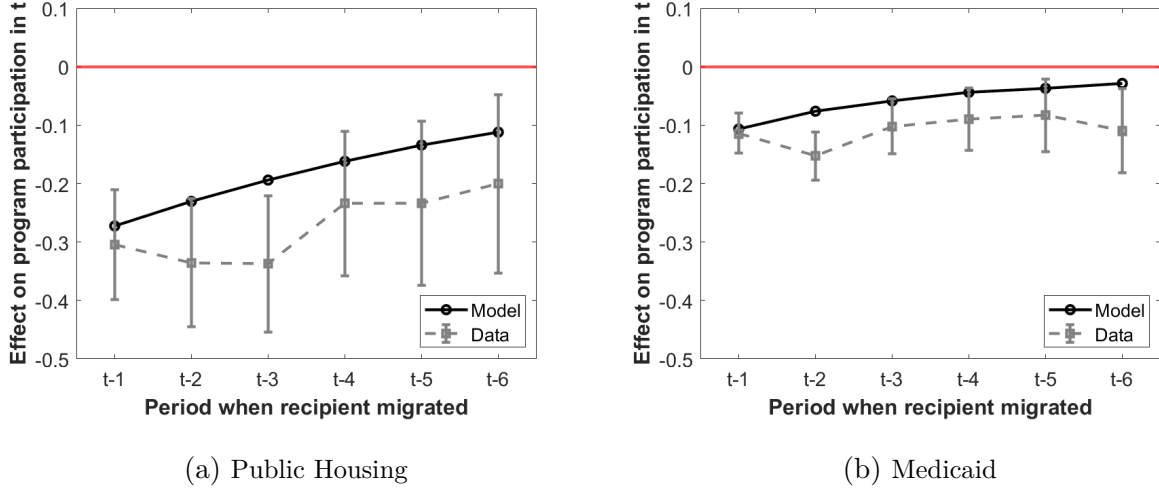 Effect on program participation in t
0.1
0
-0.1
-0.2
-0.3
-0.4
-0.5
t-1 t-2 t-3 t-4 t-5 t-6
Period when recipient migrated
Model
Data
(a) Public Housing
Effect on program participation in t
0.1
0
-0.1
-0.2
-0.3
-0.4
-0.5
t-1 t-2 t-3 t-4 t-5 t-6
Period when recipient migrated
Model
Data
(b) Medicaid